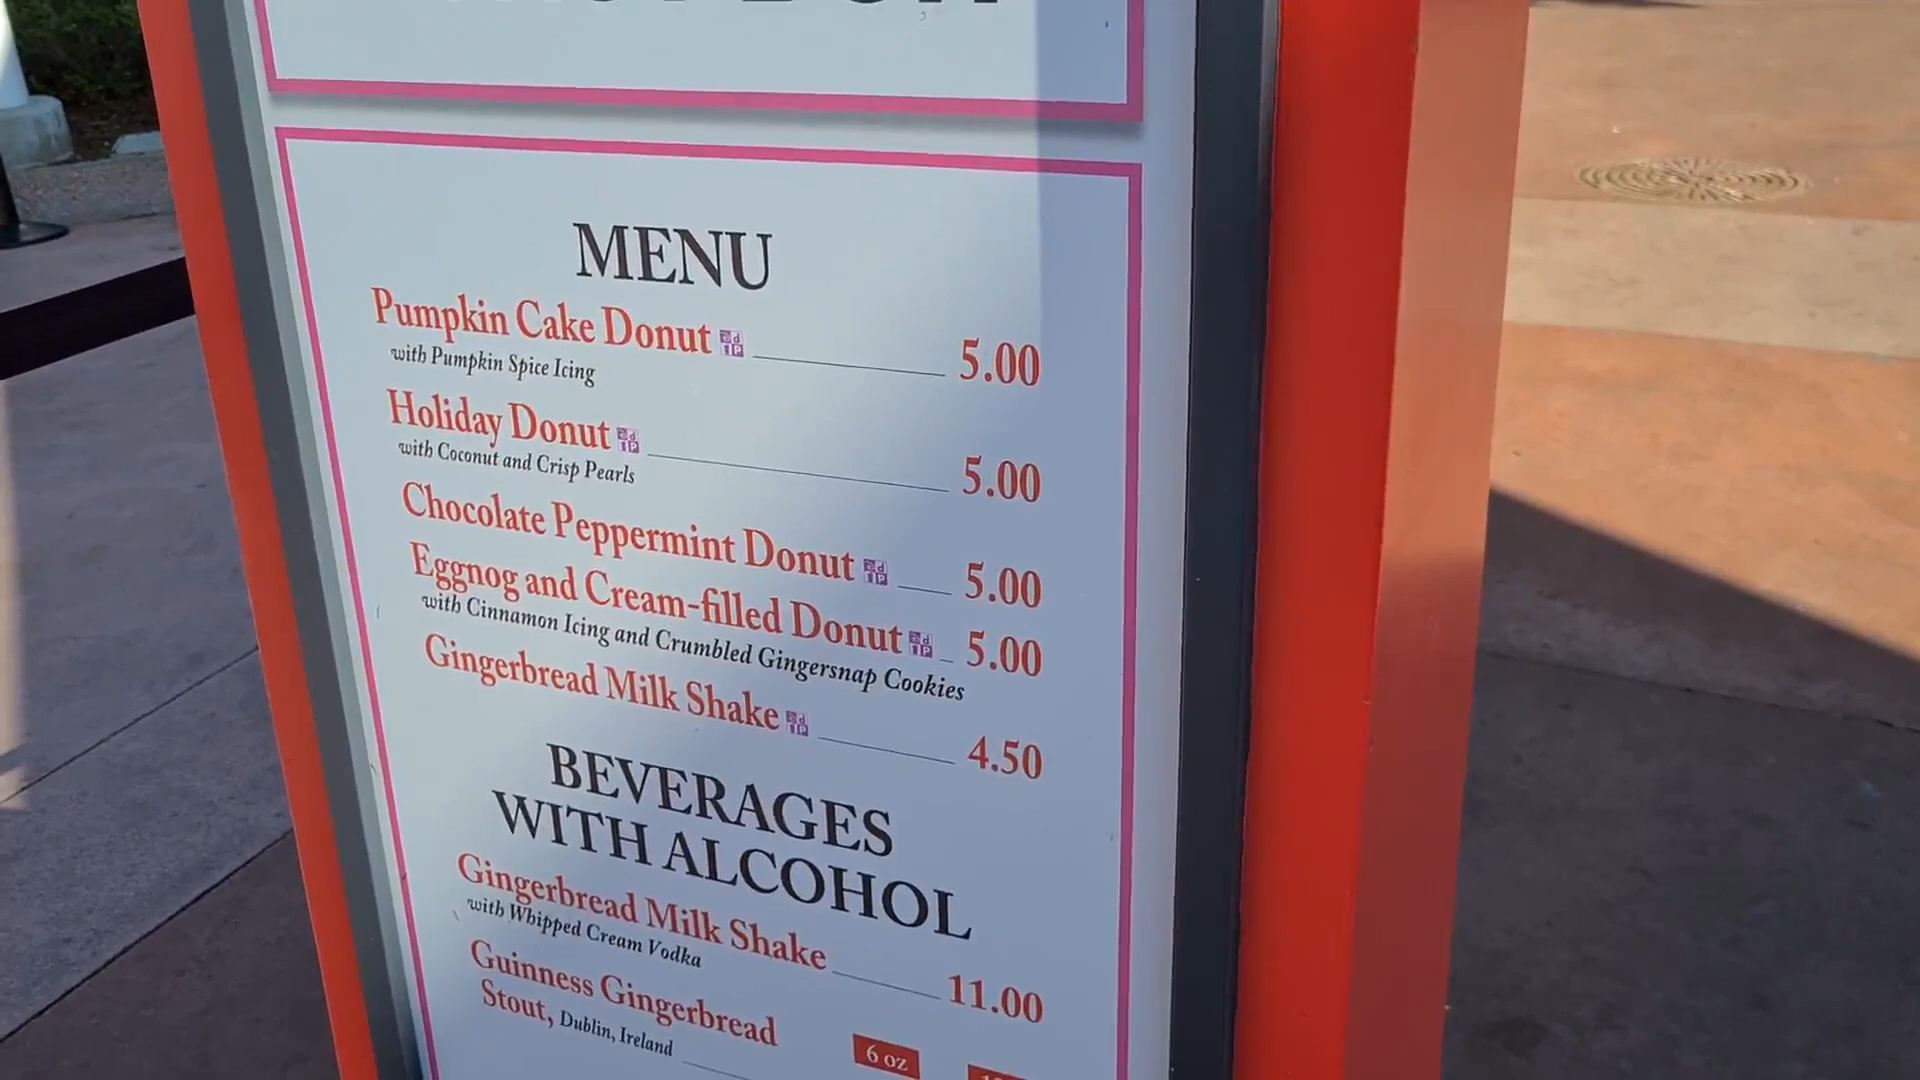 MENU
Pumpkin Cake Donut 5.00
with Pumpkin Spice Icing
Holiday Donut 5.00
with Coconut and Crisp Pearls
Chocolate Peppermint Donut 5.00
Eggnog and Cream-filled Donut 5.00
with Cinnamon Icing and Crumbled Gingersnap Cookies
Gingerbread Milk Shake 4.50
BEVERAGES
WITH ALCOHOL
Gingerbread Milk Shake 11.00
with Whipped Cream Vodka
Guinness Gingerbread
Stout, Dublin, Ireland
6 oz